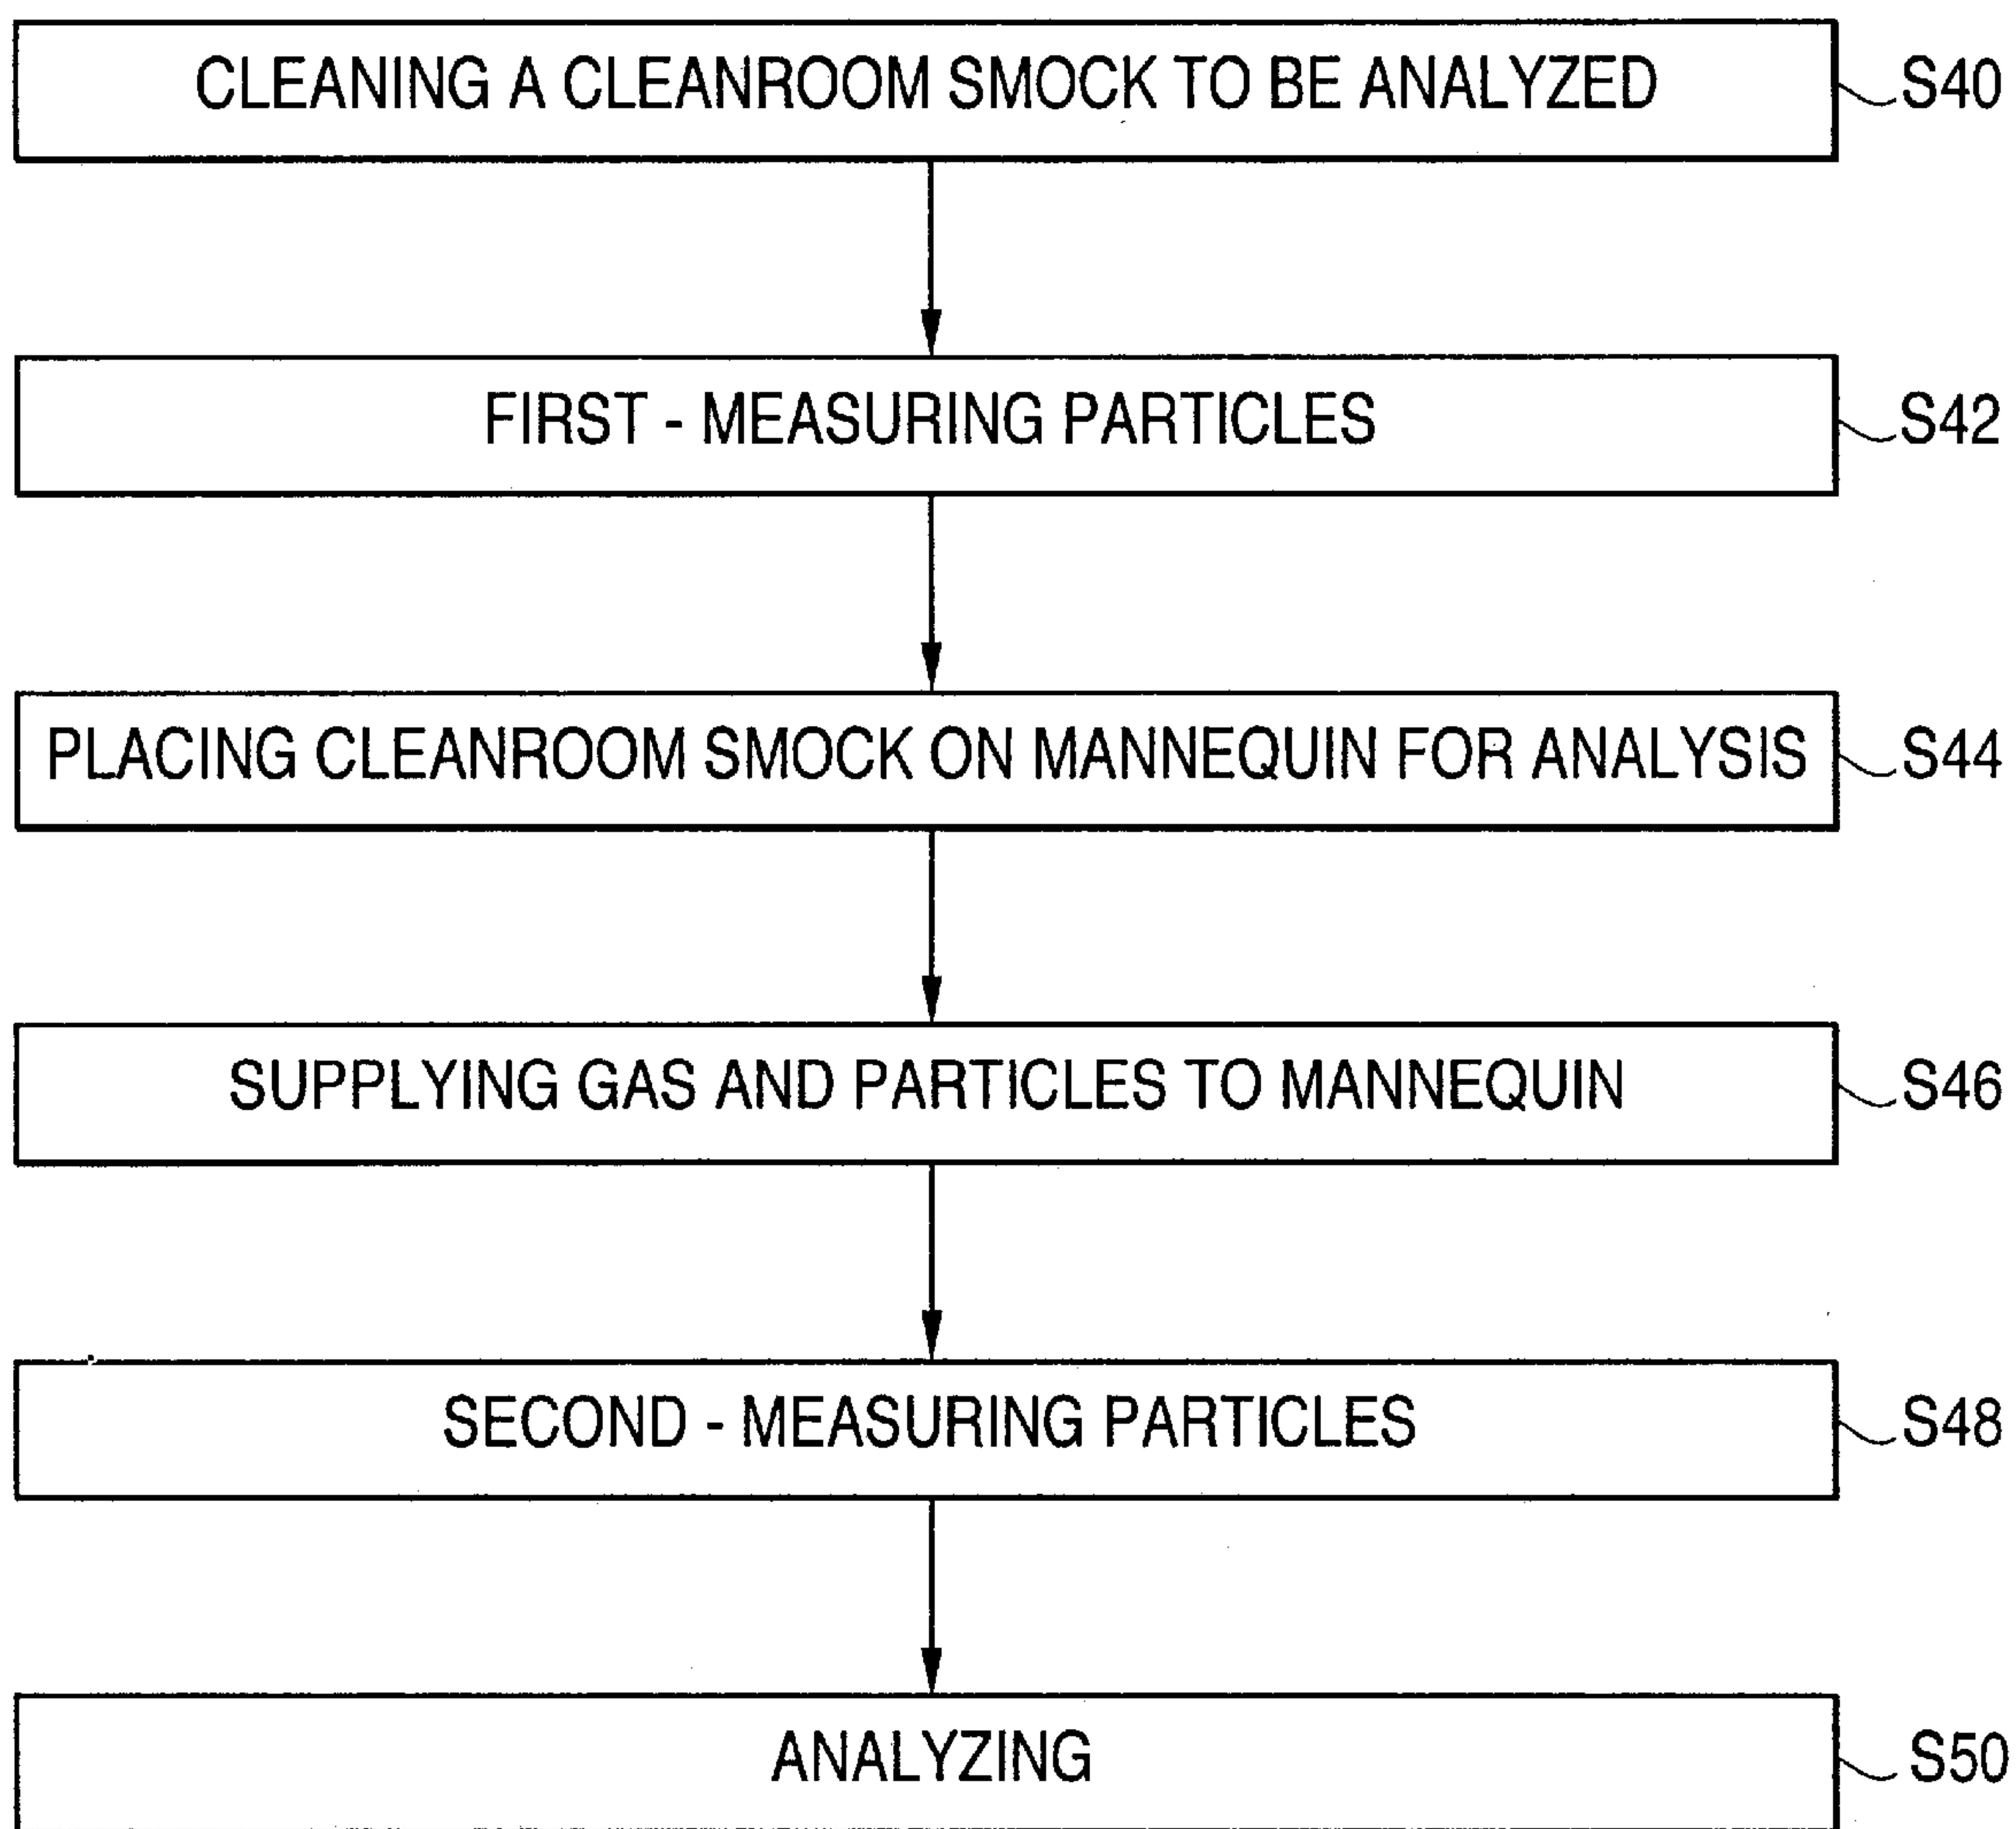 CLEANING A CLEANROOM SMOCK TO BE ANALYZED S40
FIRST - MEASURING PARTICLES S42
PLACING CLEANROOM SMOCK ON MANNEQUIN FOR ANALYSIS S44
SUPPLYING GAS AND PARTICLES TO MANNEQUIN S46
SECOND - MEASURING PARTICLES S48
ANALYZING S50